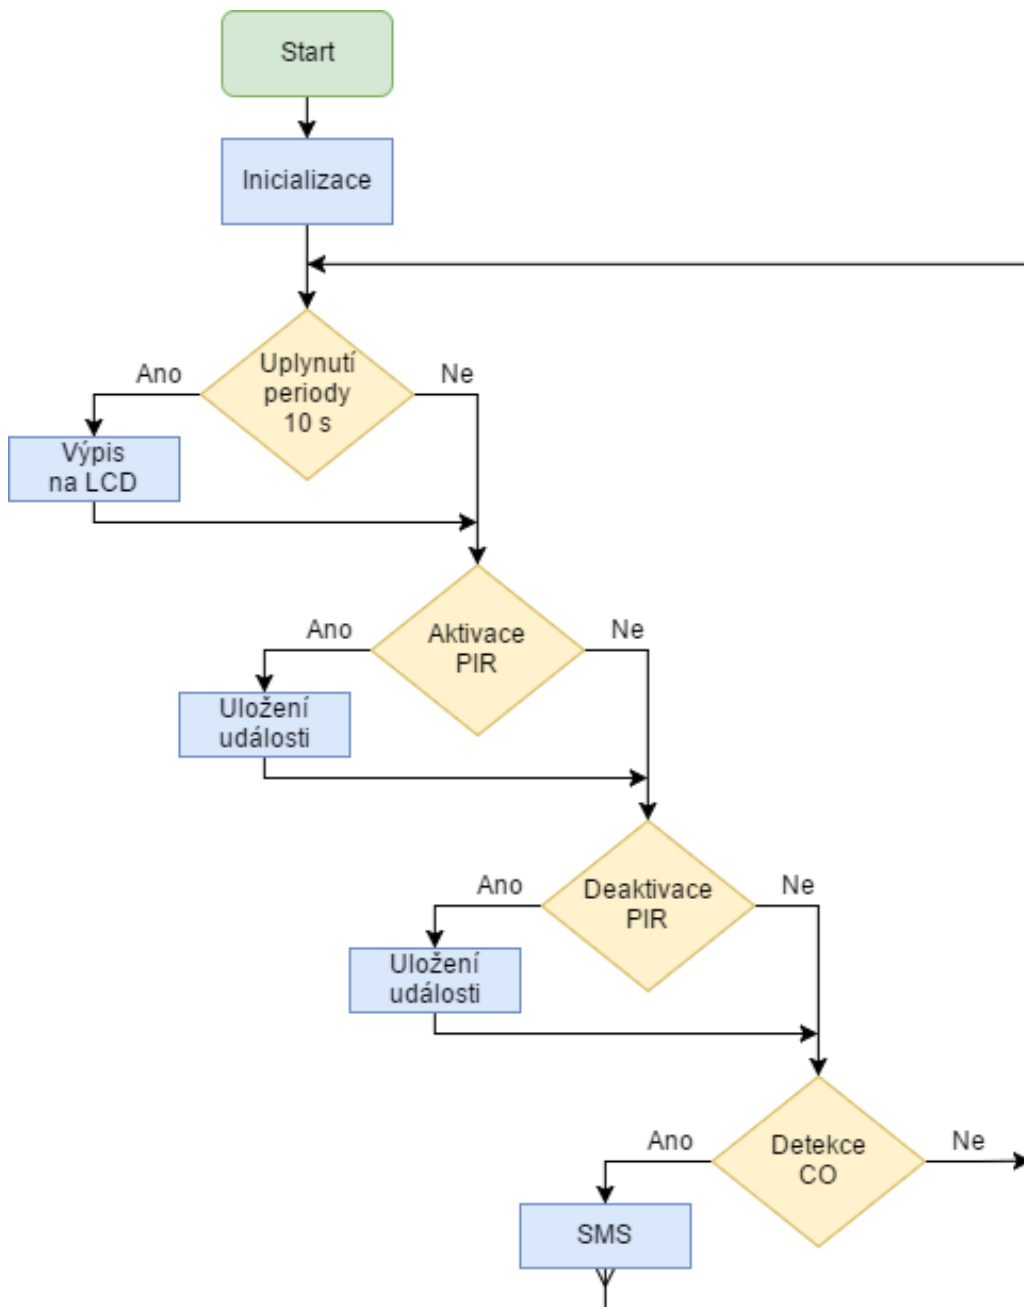 Start
Inicializace
Uplynutí
periody
10 s
Ano
Ne
Výpis
na LCD
Aktivace
PIR
Ano
Ne
Uložení
události
Deaktivace
PIR
Ano
Ne
Uložení
události
Detekce
CO
Ano
Ne
SMS